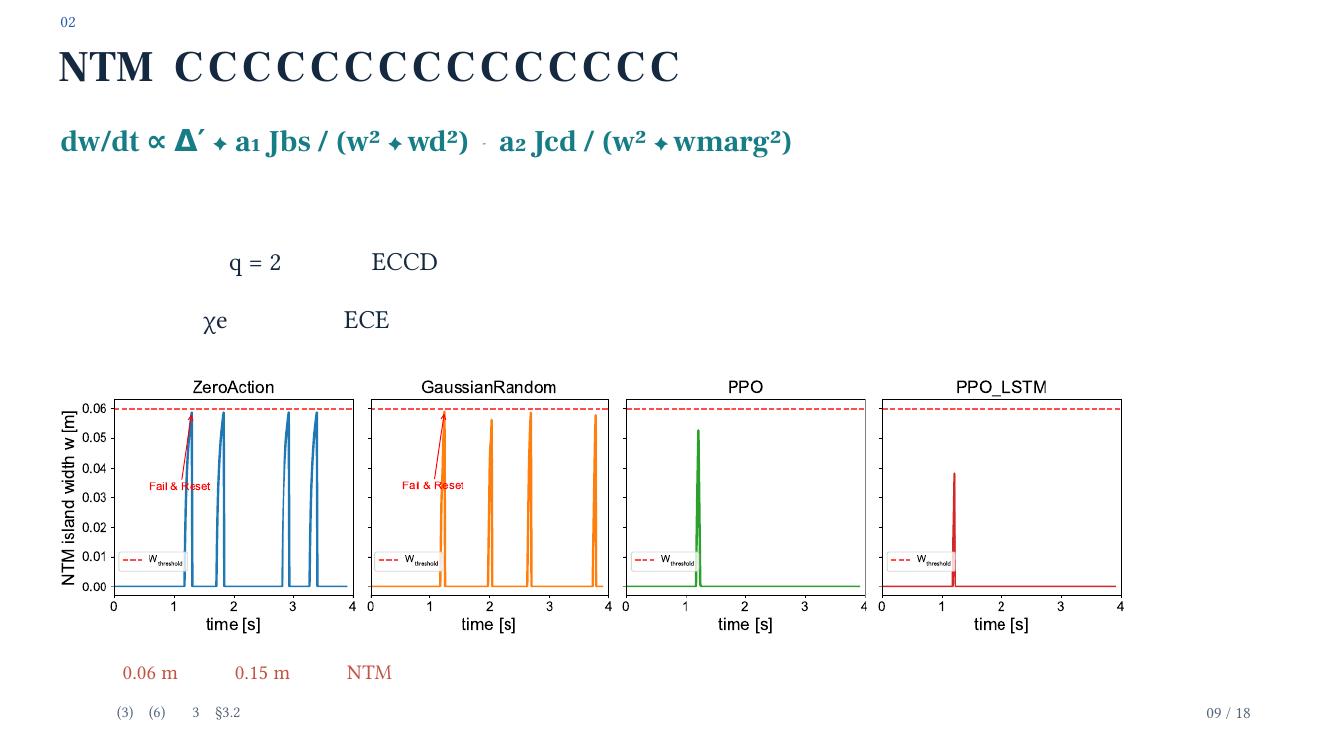 02
NTM CCCCCCCCCCCCCCC
dw/dt ∝ Δ′ ✦ a₁ Jbs / (w² ✦ wd²) - a₂ Jcd / (w² ✦ wmarg²)
q = 2 ECCD
χe ECE
ZeroAction GaussianRandom PPO PPO_LSTM
NTM island width w [m]
0.06
0.05
0.04
0.03
0.02
0.01
0.00
Fail & Reset Fail & Reset
Wthreshold Wthreshold Wthreshold Wthreshold
0 1 2 3 4 0 1 2 3 4 0 1 2 3 4 0 1 2 3 4
time [s] time [s] time [s] time [s]
0.06 m 0.15 m NTM
(3) (6) 3 §3.2
09 / 18